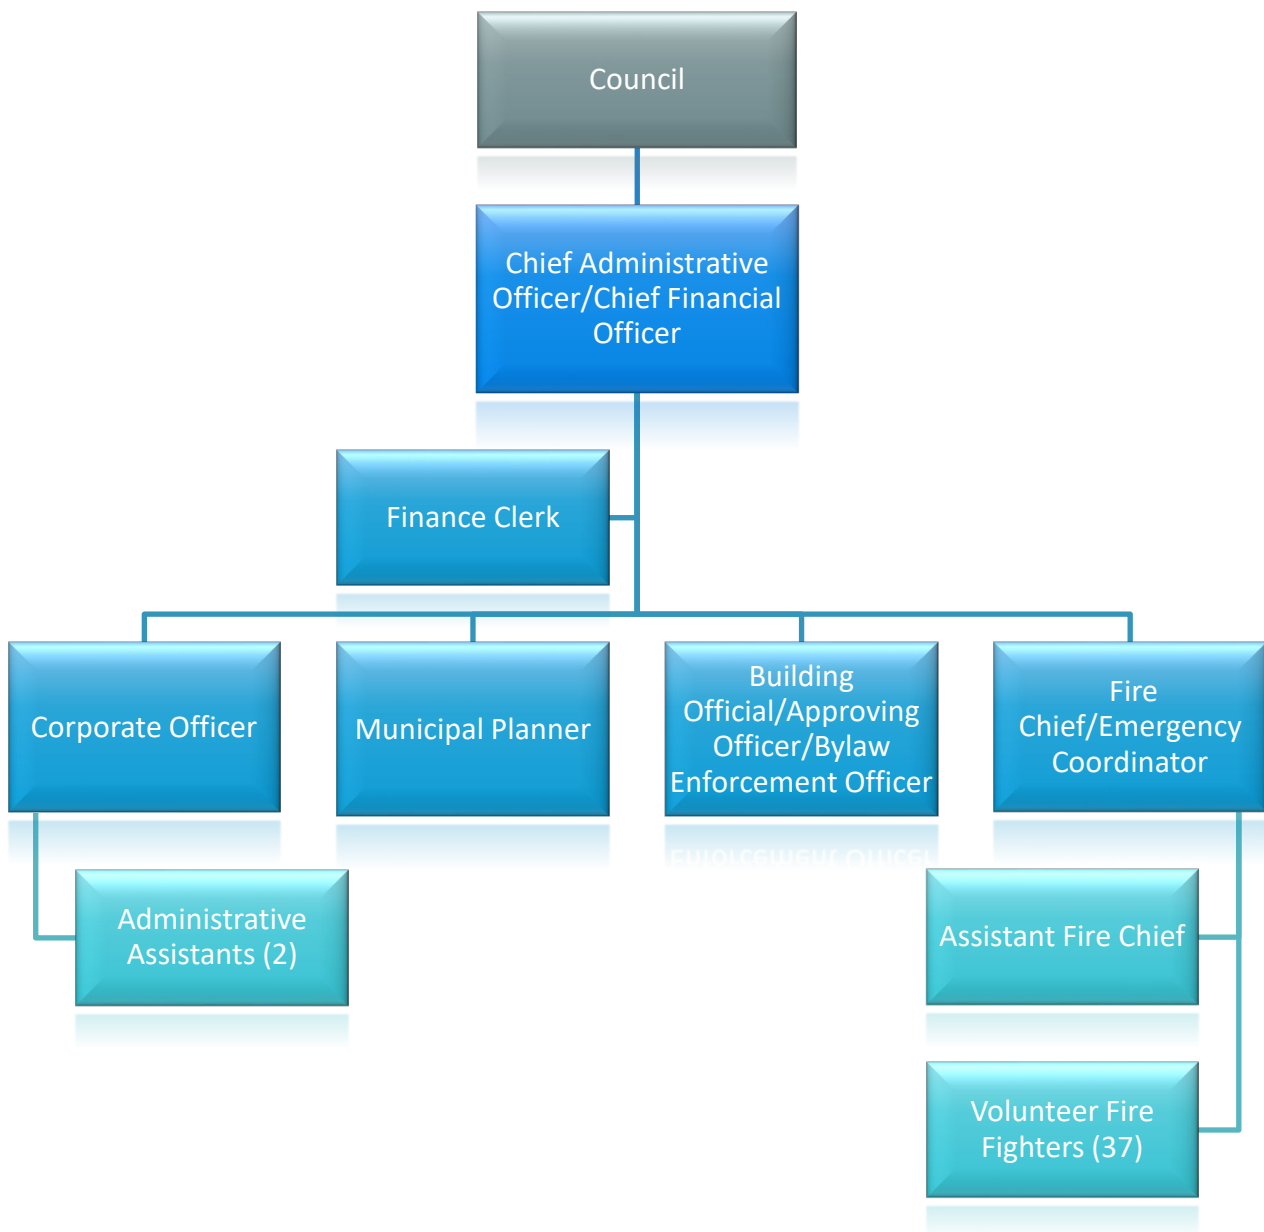 Council
Chief Administrative
Officer/Chief Financial
Officer
Finance Clerk
Corporate Officer
Municipal Planner
Building
Official/Approving
Officer/Bylaw
Enforcement Officer
Fire
Chief/Emergency
Coordinator
Administrative
Assistants (2)
Assistant Fire Chief
Volunteer Fire
Fighters (37)